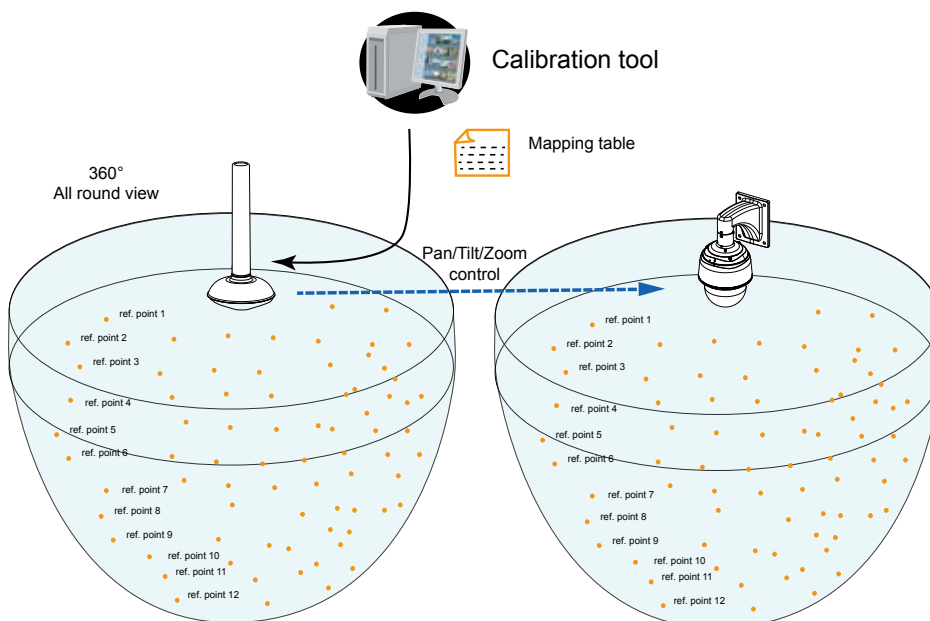 Calibration tool
Mapping table
360°
All round view
Pan/Tilt/Zoom
control
ref. point 1
ref. point 2
ref. point 3
ref. point 4
ref. point 5
ref. point 6
ref. point 7
ref. point 8
ref. point 9
ref. point 10
ref. point 11
ref. point 12
ref. point 1
ref. point 2
ref. point 3
ref. point 4
ref. point 5
ref. point 6
ref. point 7
ref. point 8
ref. point 9
ref. point 10
ref. point 11
ref. point 12